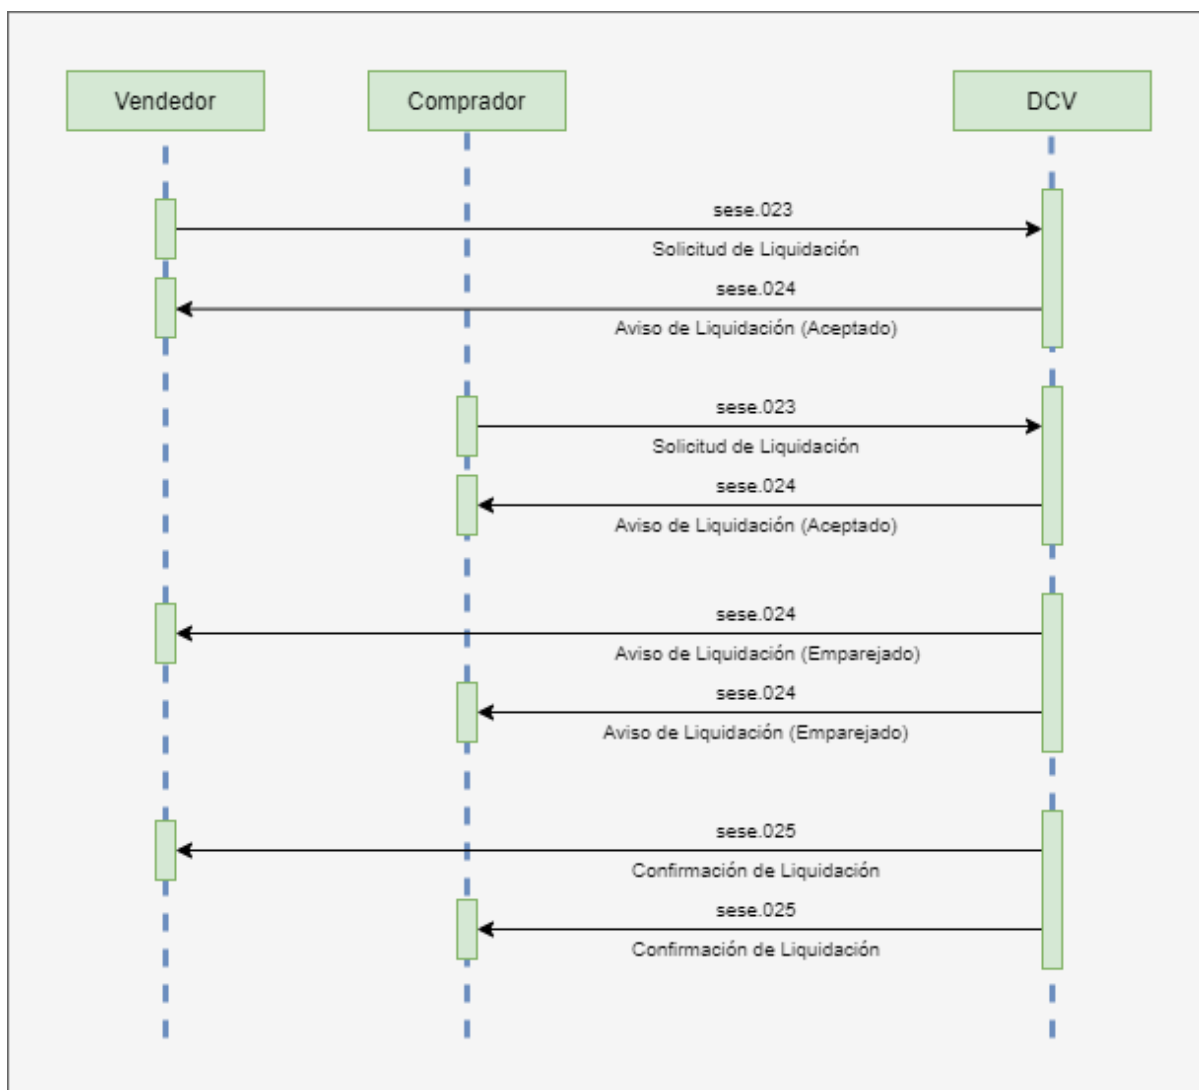 Vendedor
Comprador
DCV
sese.023
Solicitud de Liquidación
sese.024
Aviso de Liquidación (Aceptado)
sese.023
Solicitud de Liquidación
sese.024
Aviso de Liquidación (Aceptado)
sese.024
Aviso de Liquidación (Emparejado)
sese.024
Aviso de Liquidación (Emparejado)
sese.025
Confirmación de Liquidación
sese.025
Confirmación de Liquidación